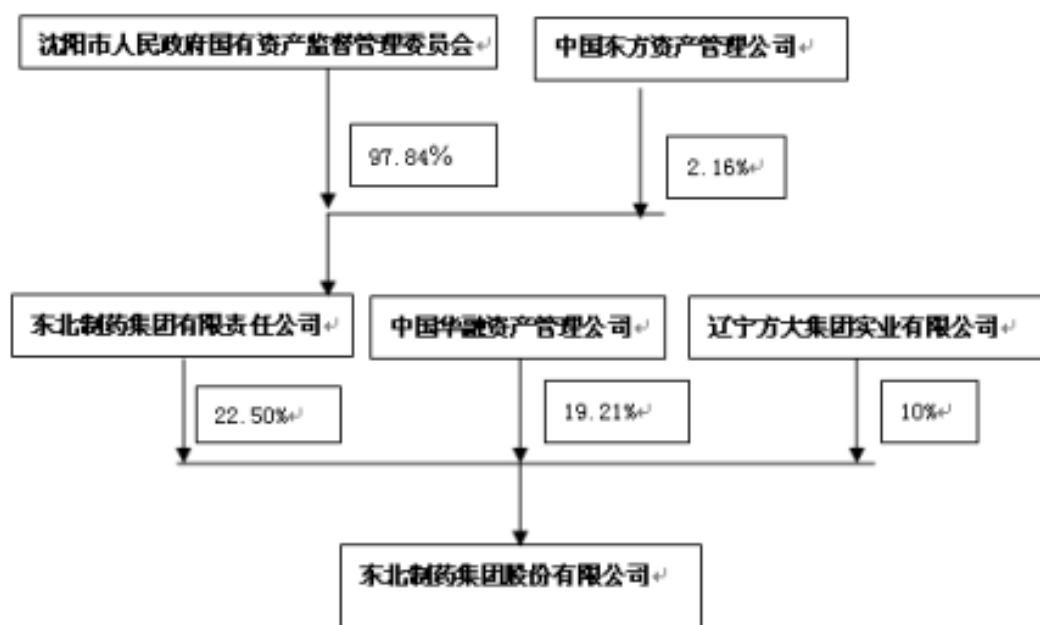 沈阳市人民政府国有资产监督管理委员会
中国东方资产管理公司
97.84%
2.16%
东北制药集团有限责任公司
中国华融资产管理公司
辽宁方大集团实业有限公司
22.50%
19.21%
10%
东北制药集团股份有限公司